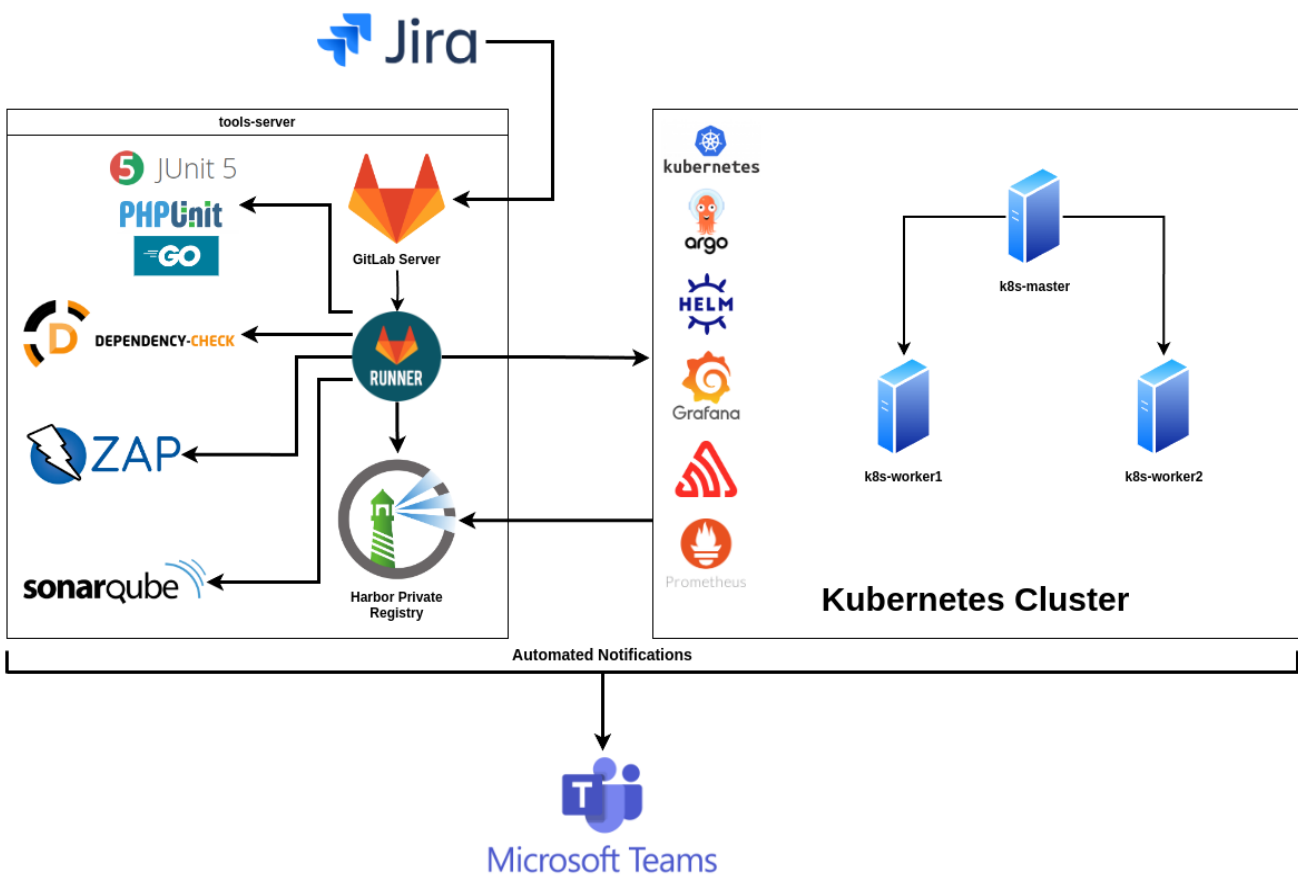 Jira
tools-server
5 JUnit 5
PHPUnit
GO
GitLab Server
D DEPENDENCY-CHECK
RUNNER
ZAP
sonarqube
Harbor Private
Registry
kubernetes
argo
HELM
Grafana
Prometheus
k8s-master
k8s-worker1
k8s-worker2
Kubernetes Cluster
Automated Notifications
T
Microsoft Teams